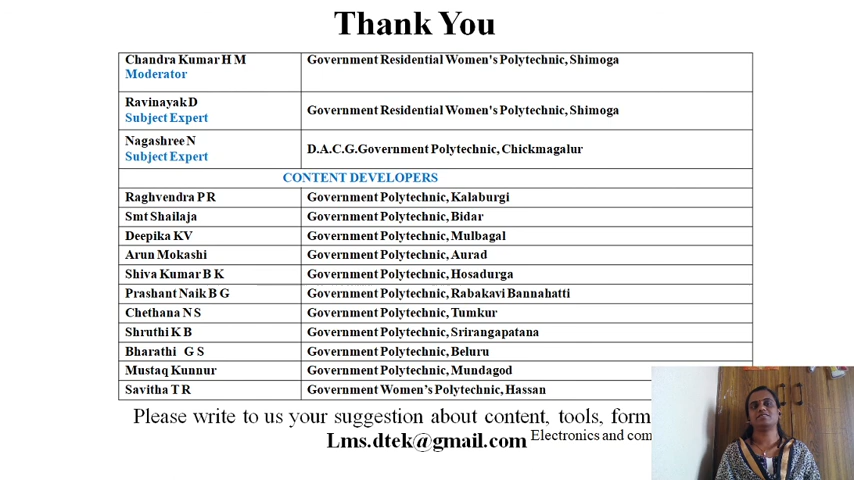 Thank You
Chandra Kumar H M Government Residential Women's Polytechnic, Shimoga
Moderator
Ravinayak D
Subject Expert Government Residential Women's Polytechnic, Shimoga
Nagashree N
Subject Expert D.A.C.G.Government Polytechnic, Chickmagalur
CONTENT DEVELOPERS
Raghvendra P R Government Polytechnic, Kalaburgi
Smt Shailaja Government Polytechnic, Bidar
Deepika KV Government Polytechnic, Mulbagal
Arun Mokashi Government Polytechnic, Aurad
Shiva Kumar B K Government Polytechnic, Hosadurga
Prashant Naik B G Government Polytechnic, Rabakavi Bannahatti
Chethana N S Government Polytechnic, Tumkur
Shruthi K B Government Polytechnic, Srirangapatana
Bharathi G S Government Polytechnic, Beluru
Mustaq Kunnur Government Polytechnic, Mundagod
Savitha T R Government Women’s Polytechnic, Hassan
Please write to us your suggestion about content, tools, form
Lms.dtek@gmail.com Electronics and com